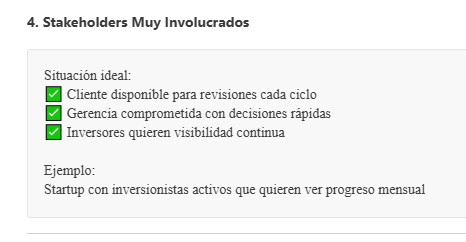 4. Stakeholders Muy Involucrados
Situación ideal:
✅ Cliente disponible para revisiones cada ciclo
✅ Gerencia comprometida con decisiones rápidas
✅ Inversores quieren visibilidad continua
Ejemplo:
Startup con inversionistas activos que quieren ver progreso mensual